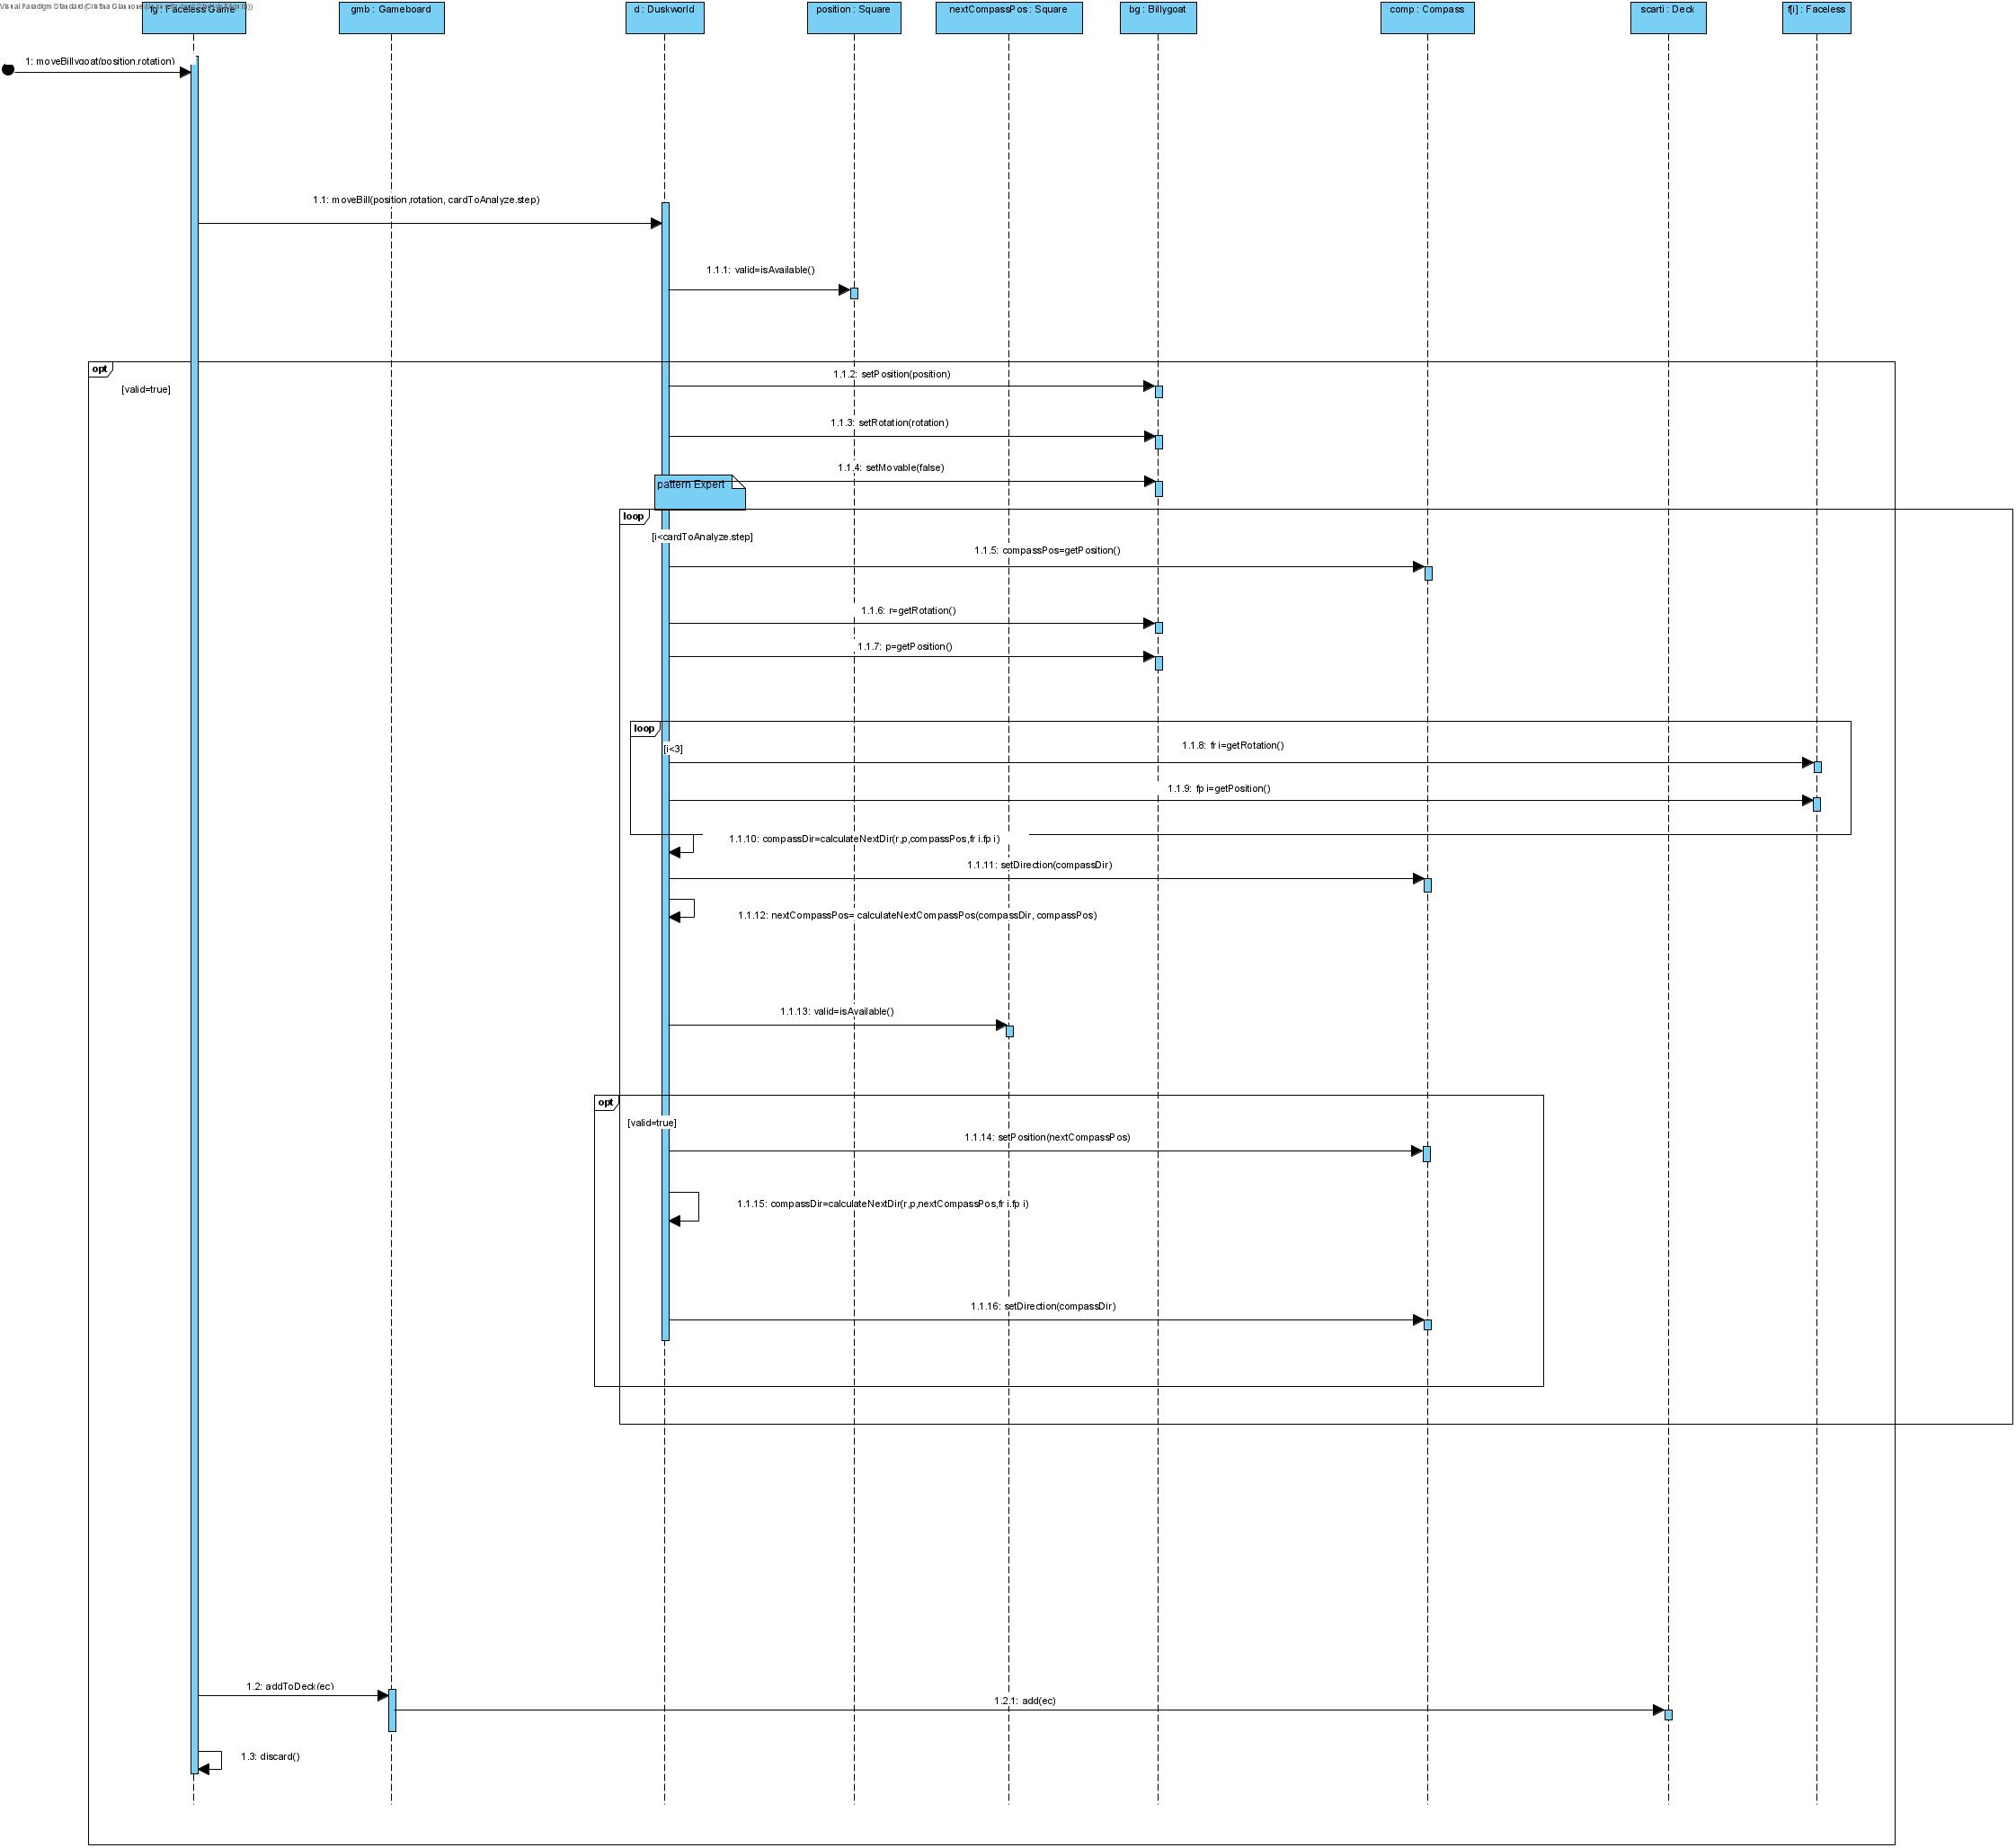 Visual Paradigm Standard
fg : Faceless Game
gmb : Gameboard
d : Duskworld
position : Square
nextCompassPos : Square
bg : Billygoat
comp : Compass
scarti : Deck
f[i] : Faceless
1: moveBillygoat(position,rotation)
1.1: moveBill(position,rotation, cardToAnalyze.step)
1.1.1: valid=isAvailable()
opt
[valid=true]
1.1.2: setPosition(position)
1.1.3: setRotation(rotation)
1.1.4: setMovable(false)
pattern Expert
loop
[i<cardToAnalyze.step]
1.1.5: compassPos=getPosition()
1.1.6: r=getRotation()
1.1.7: p=getPosition()
loop
[i<3]
1.1.8: fr i=getRotation()
1.1.9: fp i=getPosition()
1.1.10: compassDir=calculateNextDir(r,p,compassPos,fr i.fp i)
1.1.11: setDirection(compassDir)
1.1.12: nextCompassPos= calculateNextCompassPos(compassDir, compassPos)
1.1.13: valid=isAvailable()
opt
[valid=true]
1.1.14: setPosition(nextCompassPos)
1.1.15: compassDir=calculateNextDir(r,p,nextCompassPos,fr i.fp i)
1.1.16: setDirection(compassDir)
1.2: addToDeck(ec)
1.2.1: add(ec)
1.3: discard()